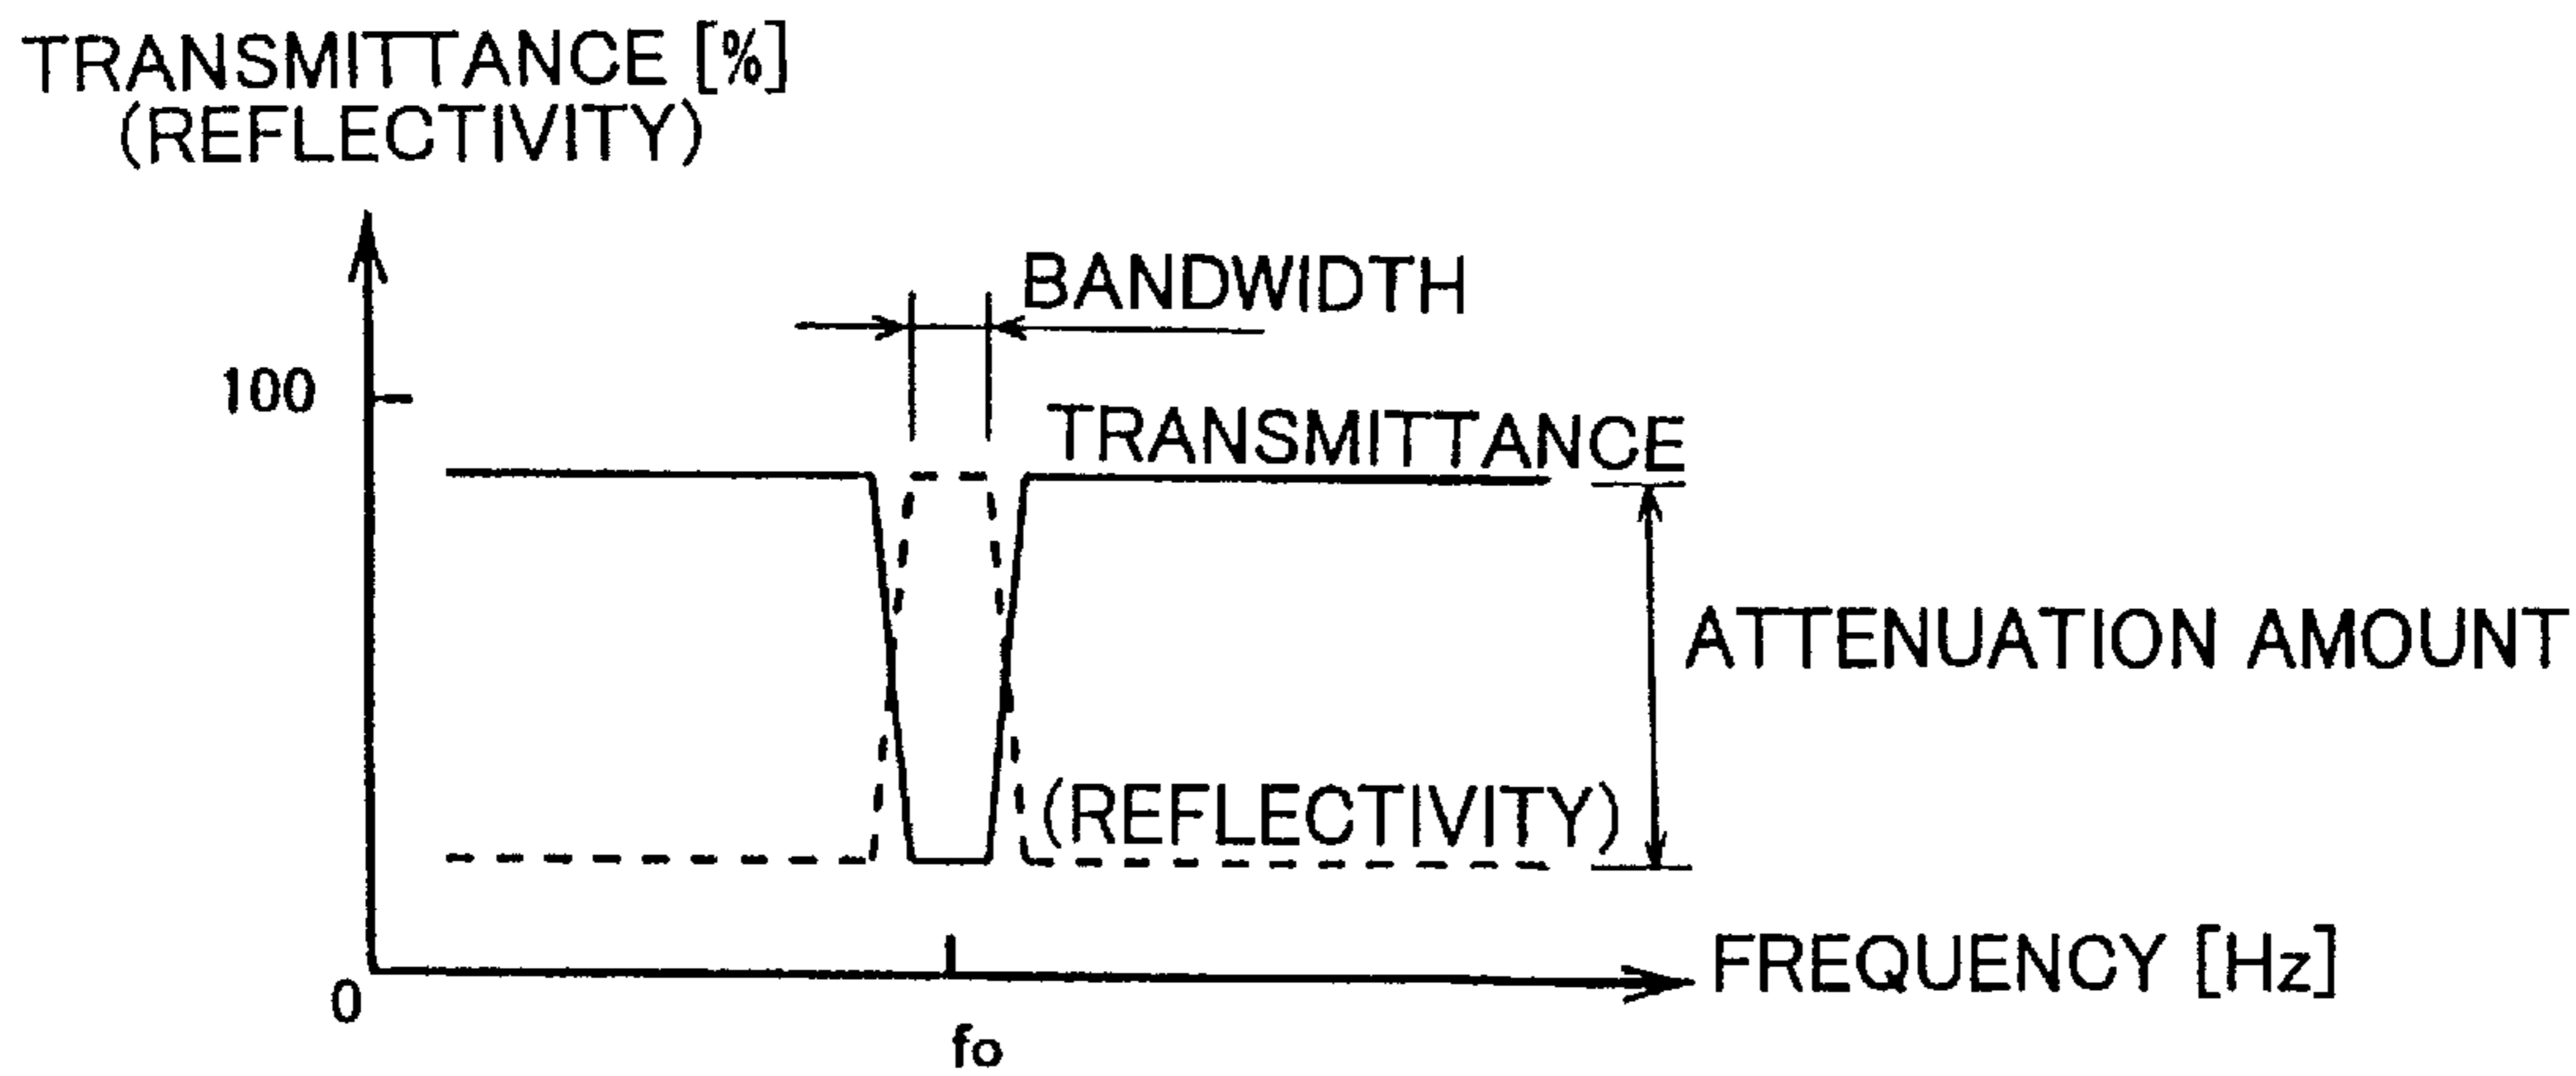 TRANSMITTANCE [%]
(REFLECTIVITY)
BANDWIDTH
100
TRANSMITTANCE
ATTENUATION AMOUNT
(REFLECTIVITY)
FREQUENCY [Hz]
0
fo